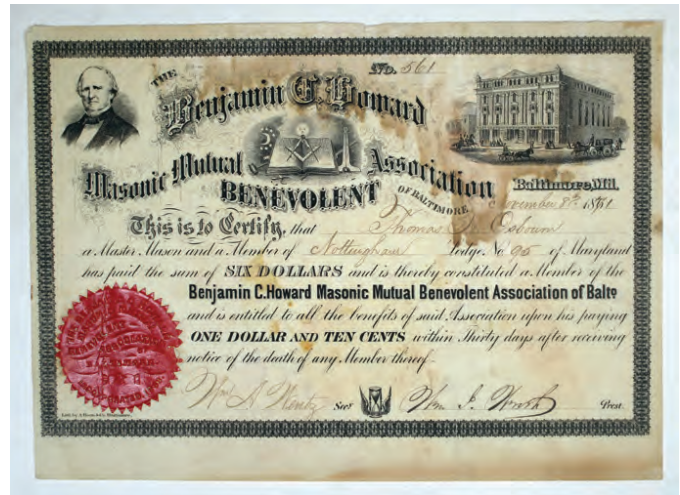 No. 561
THE
Benjamin C. Howard
Masonic Mutual Association
BENEVOLENT
OF BALTIMORE
Baltimore, Md.
November 8th
This is to Certify, that Thomas Osbourn
a Master Mason and a Member of Nottingham Lodge No. 95 of Maryland
has paid the sum of SIX DOLLARS and is thereby constituted a Member of the
Benjamin C. Howard Masonic Mutual Benevolent Association of Balto
and is entitled to all the benefits of said Association upon his paying
ONE DOLLAR AND TEN CENTS within Thirty days after receiving
notice of the death of any Member thereof
Secy Prest.